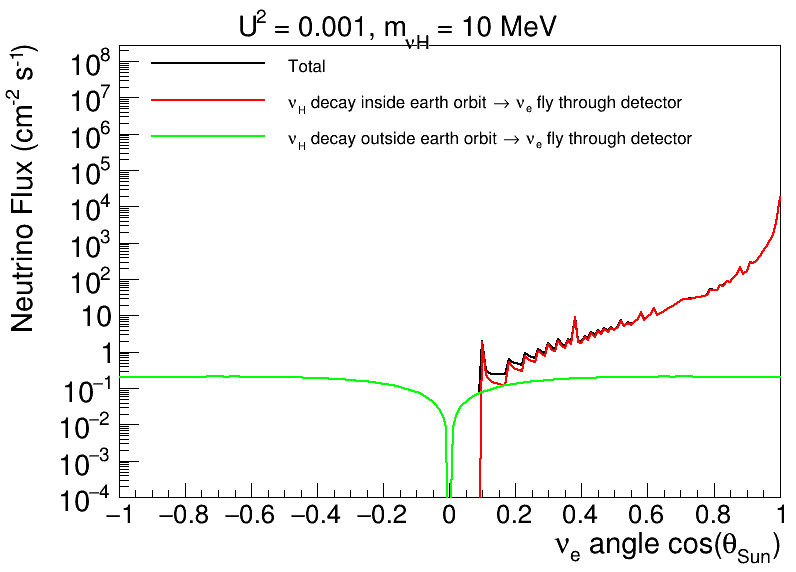 U² = 0.001, m_νH = 10 MeV
Neutrino Flux (cm⁻² s⁻¹)
Total
ν_H decay inside earth orbit → ν_e fly through detector
ν_H decay outside earth orbit → ν_e fly through detector
10⁸
10⁷
10⁶
10⁵
10⁴
10³
10²
10
1
10⁻¹
10⁻²
10⁻³
10⁻⁴
−1 −0.8 −0.6 −0.4 −0.2 0 0.2 0.4 0.6 0.8 1
ν_e angle cos(θ_Sun)